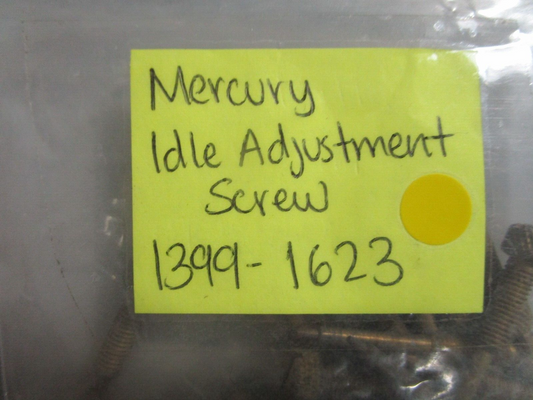 Mercury
Idle Adjustment
Screw
1399-1623